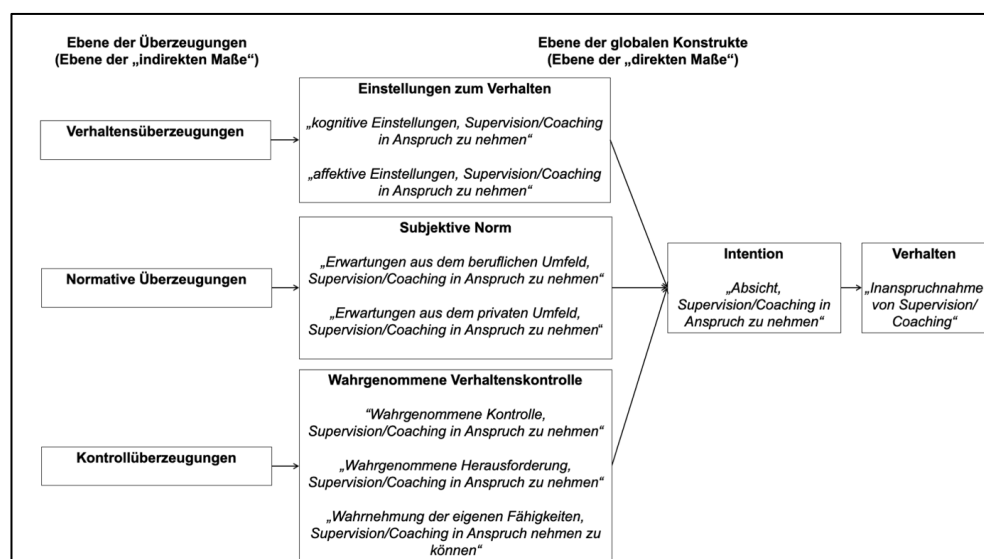 Ebene der Überzeugungen
(Ebene der „indirekten Maße“)
Ebene der globalen Konstrukte
(Ebene der „direkten Maße“)
Verhaltensüberzeugungen
Einstellungen zum Verhalten
„kognitive Einstellungen, Supervision/Coaching
in Anspruch zu nehmen“
„affektive Einstellungen, Supervision/Coaching
in Anspruch zu nehmen“
Normative Überzeugungen
Subjektive Norm
„Erwartungen aus dem beruflichen Umfeld,
Supervision/Coaching in Anspruch zu nehmen“
„Erwartungen aus dem privaten Umfeld,
Supervision/Coaching in Anspruch zu nehmen“
Kontrollüberzeugungen
Wahrgenommene Verhaltenskontrolle
“Wahrgenommene Kontrolle,
Supervision/Coaching in Anspruch zu nehmen“
„Wahrgenommene Herausforderung,
Supervision/Coaching in Anspruch zu nehmen“
„Wahrnehmung der eigenen Fähigkeiten,
Supervision/Coaching in Anspruch nehmen zu
können“
Intention
„Absicht,
Supervision/Coaching in
Anspruch zu nehmen“
Verhalten
„Inanspruchnahme
von Supervision/
Coaching“